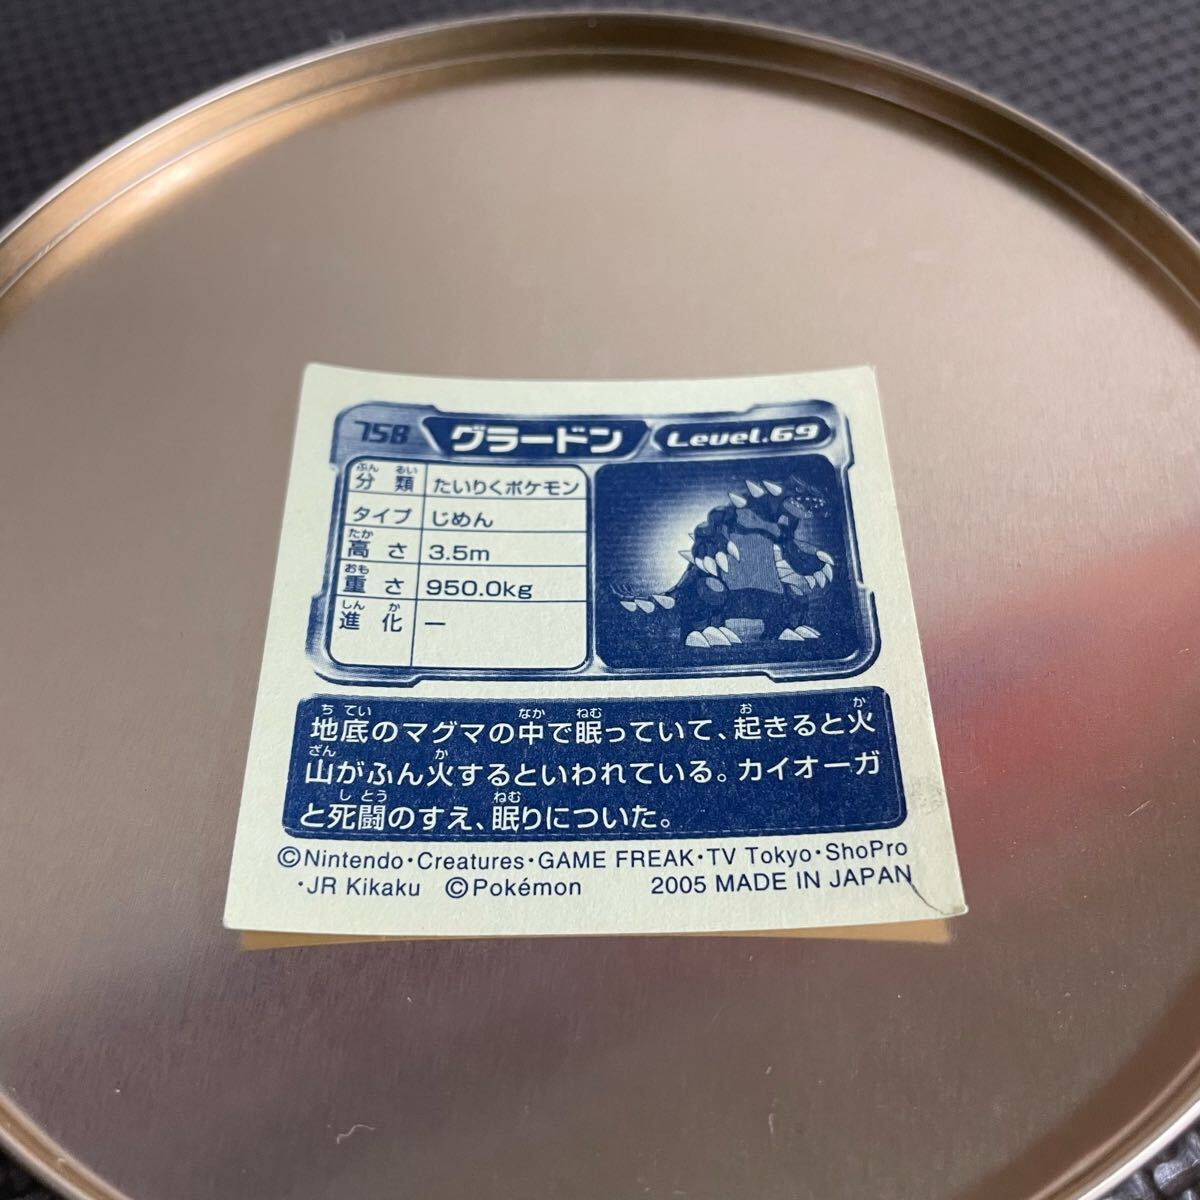 758 グラードン Level.69
分類 たいりくポケモン
タイプ じめん
高さ 3.5m
重さ 950.0kg
進化 ー
地底のマグマの中で眠っていて、起きると火
山がふん火するといわれている。カイオーガ
と死闘のすえ、眠りについた。
©Nintendo・Creatures・GAME FREAK・TV Tokyo・ShoPro
・JR Kikaku ©Pokémon 2005 MADE IN JAPAN